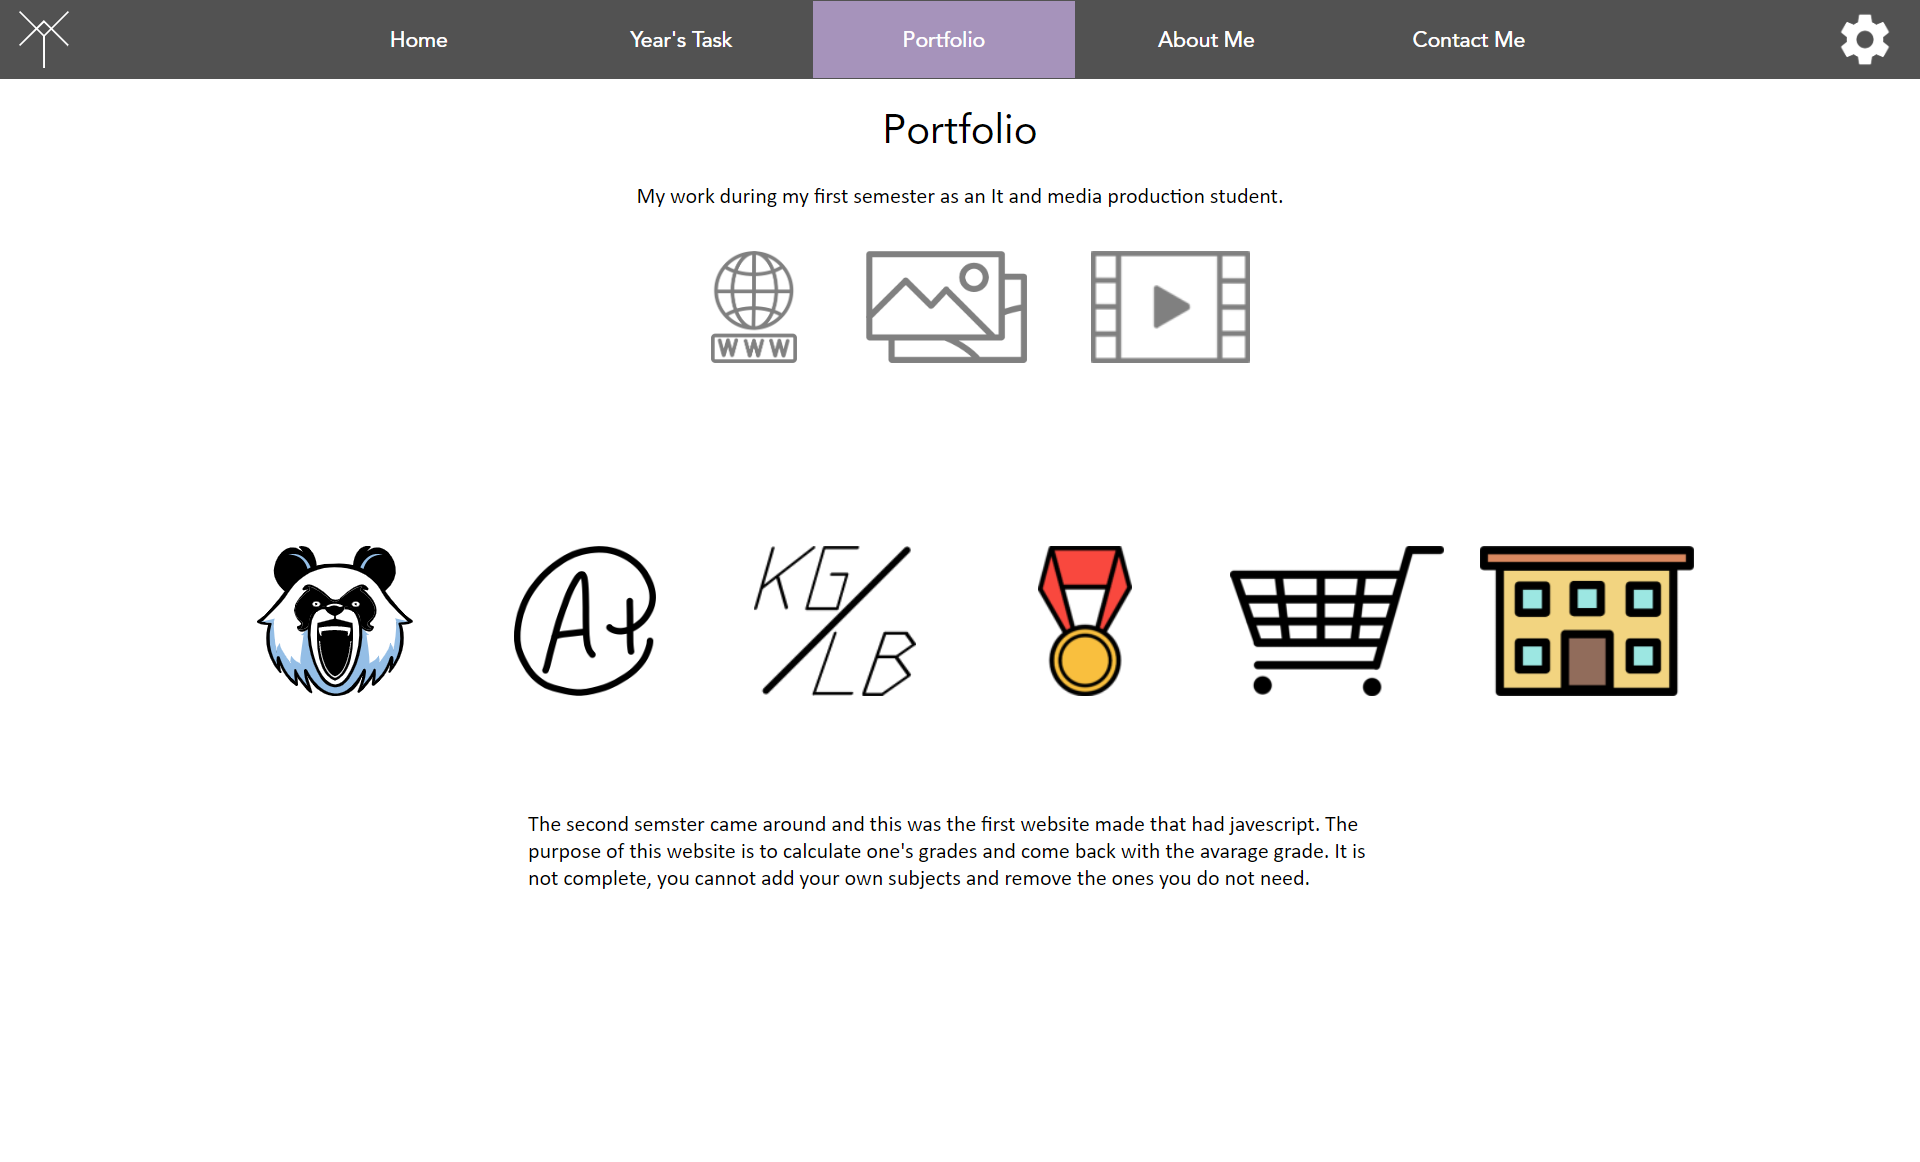 Home Year's Task Portfolio About Me Contact Me
Portfolio
My work during my first semester as an It and media production student.
WWW
A+
KG/LB
The second semster came around and this was the first website made that had javescript. The
purpose of this website is to calculate one's grades and come back with the avarage grade. It is
not complete, you cannot add your own subjects and remove the ones you do not need.